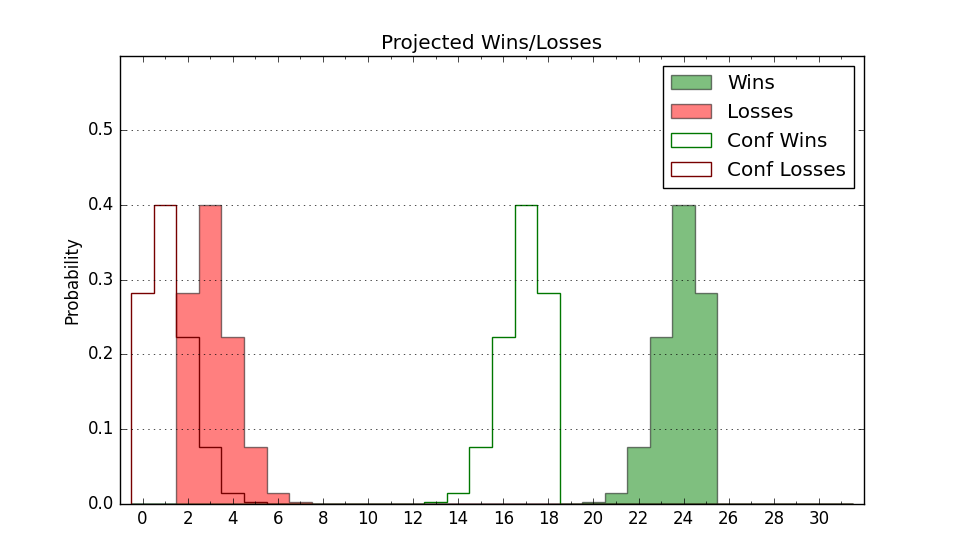 Projected Wins/Losses
Wins
Losses
Conf Wins
Conf Losses
0.5
0.4
0.3
0.2
0.1
0.0
Probability
0 2 4 6 8 10 12 14 16 18 20 22 24 26 28 30